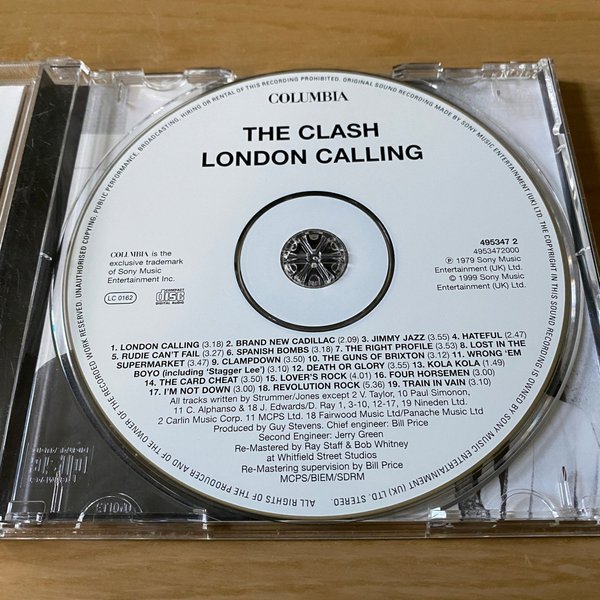 COLUMBIA
THE CLASH
LONDON CALLING
COLUMBIA is the
exclusive trademark
of Sony Music
Entertainment Inc.
LC 0162
COMPACT
disc
DIGITAL AUDIO
495347 2
4953472000
℗ 1979 Sony Music
Entertainment (UK) Ltd.
© 1999 Sony Music
Entertainment (UK) Ltd.
1. LONDON CALLING (3.18) 2. BRAND NEW CADILLAC (2.09) 3. JIMMY JAZZ (3.55) 4. HATEFUL (2.47)
5. RUDIE CAN'T FAIL (3.27) 6. SPANISH BOMBS (3.18) 7. THE RIGHT PROFILE (3.53) 8. LOST IN THE
SUPERMARKET (3.47) 9. CLAMPDOWN (3.50) 10. THE GUNS OF BRIXTON (3.12) 11. WRONG 'EM
BOYO (including 'Stagger Lee') (3.10) 12. DEATH OR GLORY (3.55) 13. KOLA KOLA (1.49)
14. THE CARD CHEAT (3.50) 15. LOVER'S ROCK (4.01) 16. FOUR HORSEMEN (3.00)
17. I'M NOT DOWN (3.00) 18. REVOLUTION ROCK (5.36) 19. TRAIN IN VAIN (3.10)
All tracks written by Strummer/Jones except 2 V. Taylor, 10 Paul Simonon,
11 C. Alphanso & 18 J. Edwards/D. Ray 1, 3-10, 12-17, 19 Nineden Ltd.
2 Carlin Music Corp. 11 MCPS Ltd. 18 Fairwood Music Ltd/Panache Music Ltd
Produced by Guy Stevens. Chief engineer: Bill Price
Second Engineer: Jerry Green
Re-Mastered by Ray Staff & Bob Whitney
at Whitfield Street Studios
Re-Mastering supervision by Bill Price
MCPS/BIEM/SDRM
ALL RIGHTS OF THE PRODUCER AND OF THE OWNER OF THE RECORDED WORK RESERVED. UNAUTHORISED COPYING, PUBLIC PERFORMANCE, BROADCASTING, HIRING OR RENTAL OF THIS RECORDING PROHIBITED. ORIGINAL SOUND RECORDING MADE BY SONY MUSIC ENTERTAINMENT (UK) LTD. THE COPYRIGHT IN THIS SOUND RECORDING IS OWNED BY SONY MUSIC ENTERTAINMENT (UK) LTD. STEREO.